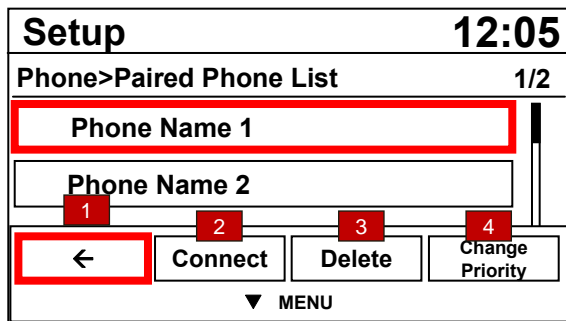 Setup 12:05
Phone>Paired Phone List 1/2
Phone Name 1
Phone Name 2
1 2 3 4
← Connect Delete Change Priority
▼ MENU